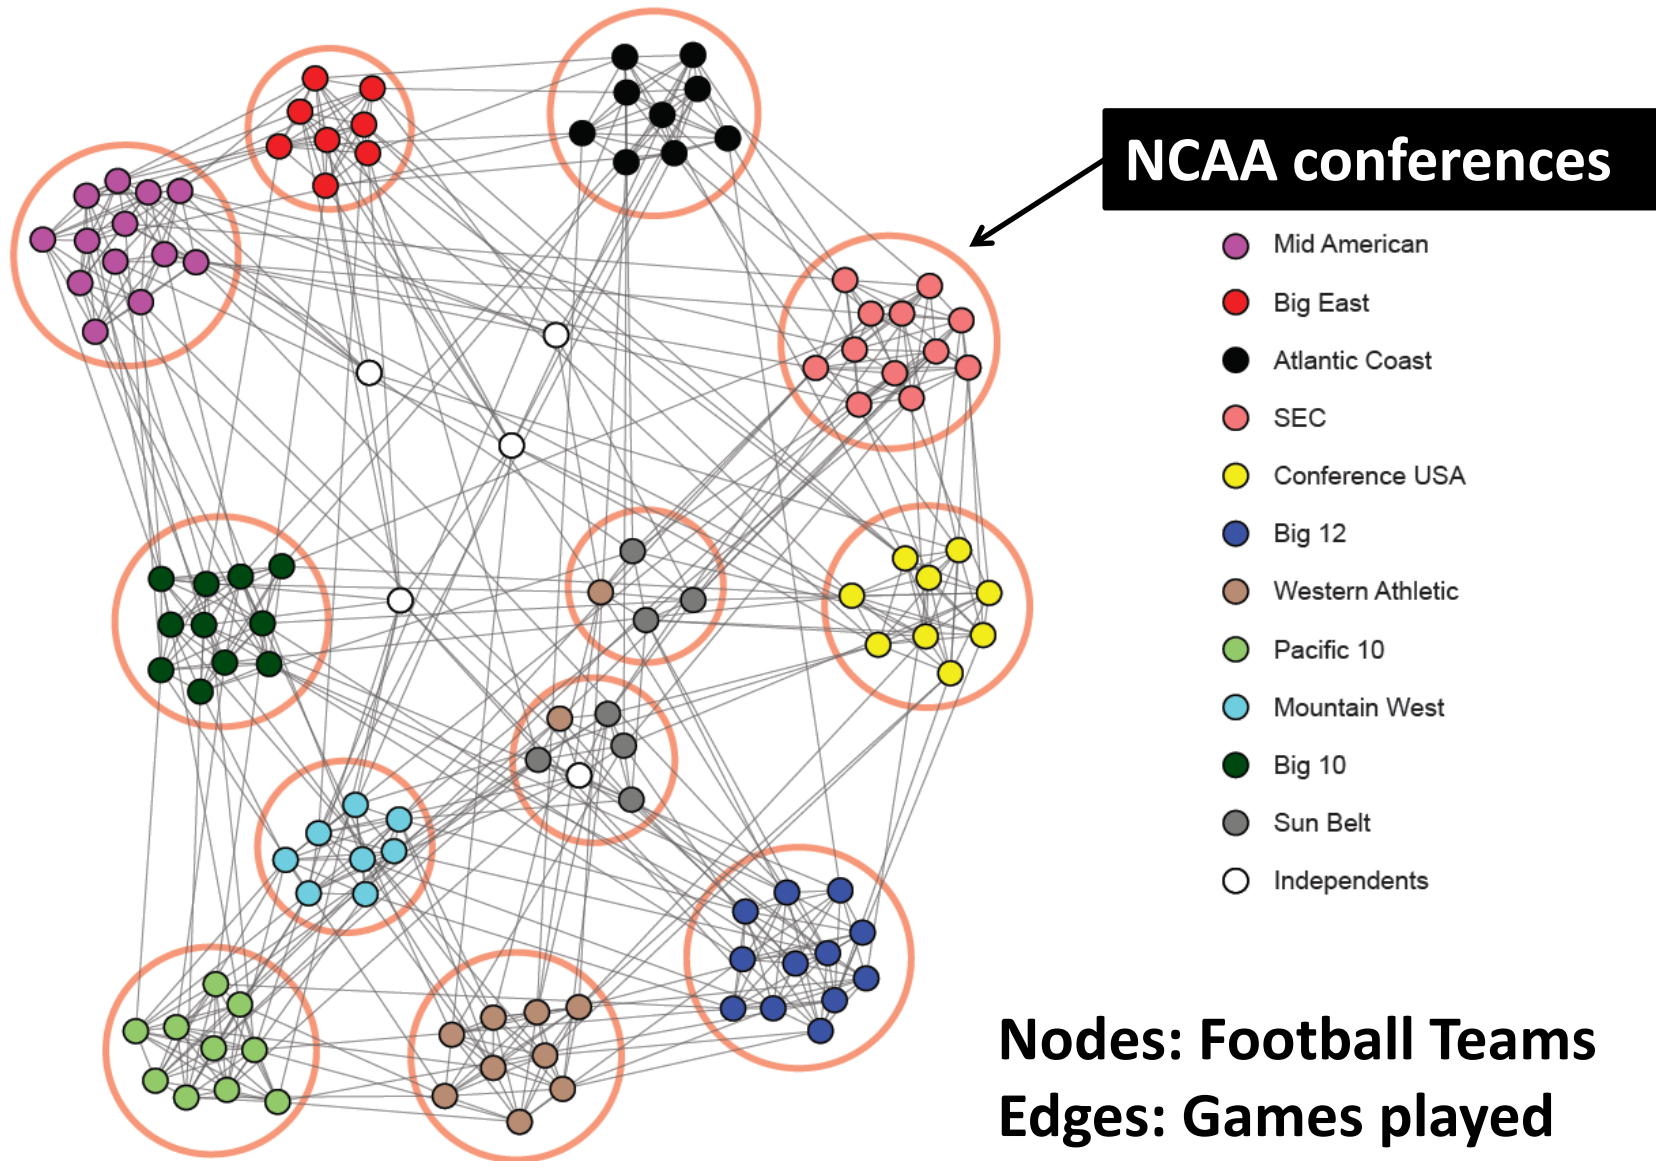 NCAA conferences
Mid American
Big East
Atlantic Coast
SEC
Conference USA
Big 12
Western Athletic
Pacific 10
Mountain West
Big 10
Sun Belt
Independents
Nodes: Football Teams
Edges: Games played